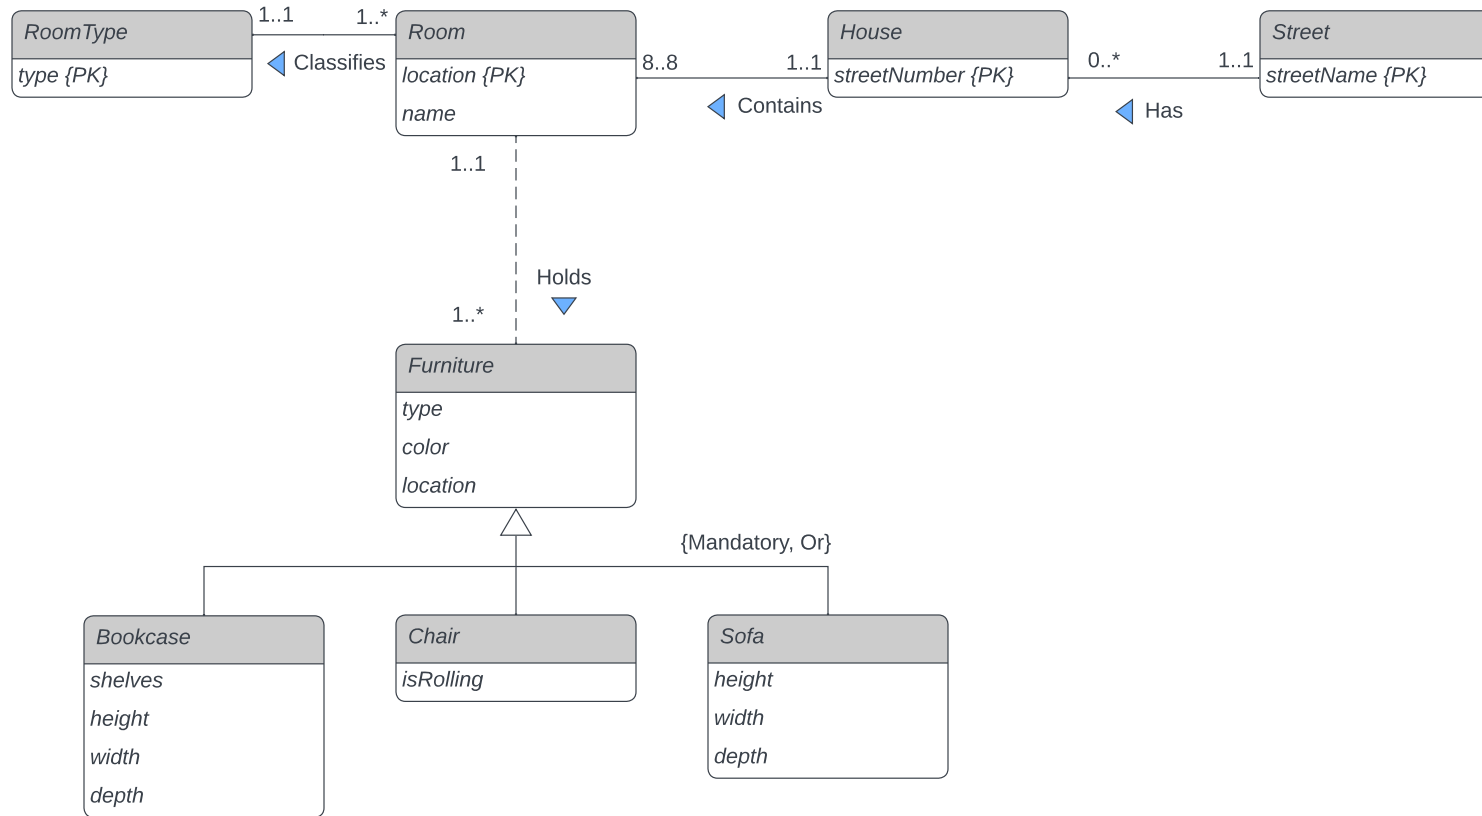 1..1
1..*
RoomType
Room
House
Street
Classifies
8..8
1..1
0..*
1..1
type {PK}
location {PK}
streetNumber {PK}
streetName {PK}
name
Contains
Has
1..1
Holds
1..*
Furniture
type
color
location
{Mandatory, Or}
Bookcase
shelves
height
width
depth
Chair
isRolling
Sofa
height
width
depth